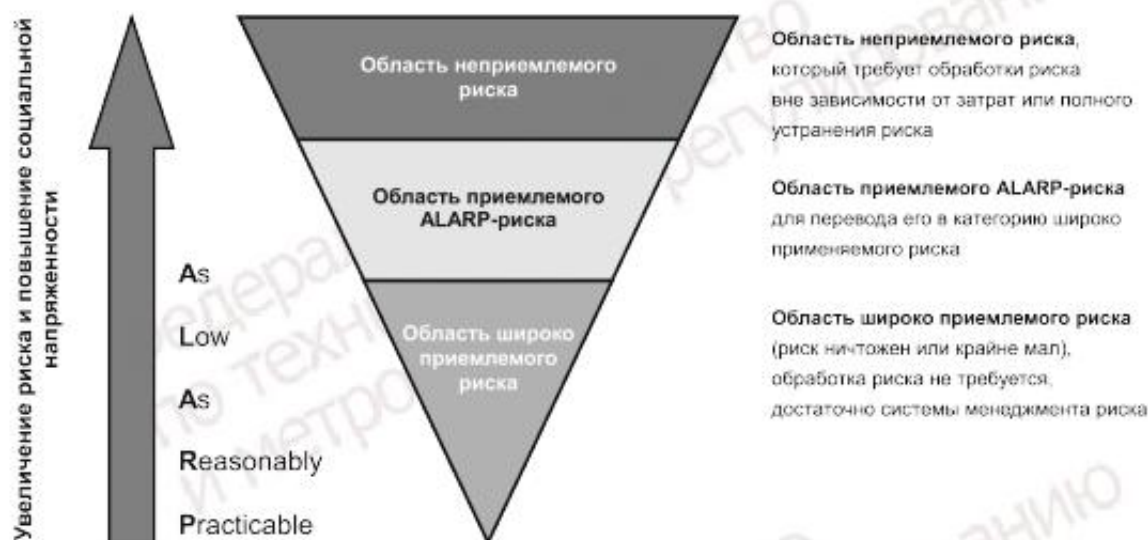 Увеличение риска и повышение социальной
напряженности
As
Low
As
Reasonably
Practicable
Область неприемлемого
риска
Область приемлемого
ALARP-риска
Область широко
приемлемого
риска
Область неприемлемого риска,
который требует обработки риска
вне зависимости от затрат или полного
устранения риска
Область приемлемого ALARP-риска
для перевода его в категорию широко
применяемого риска
Область широко приемлемого риска
(риск ничтожен или крайне мал),
обработка риска не требуется,
достаточно системы менеджмента риска